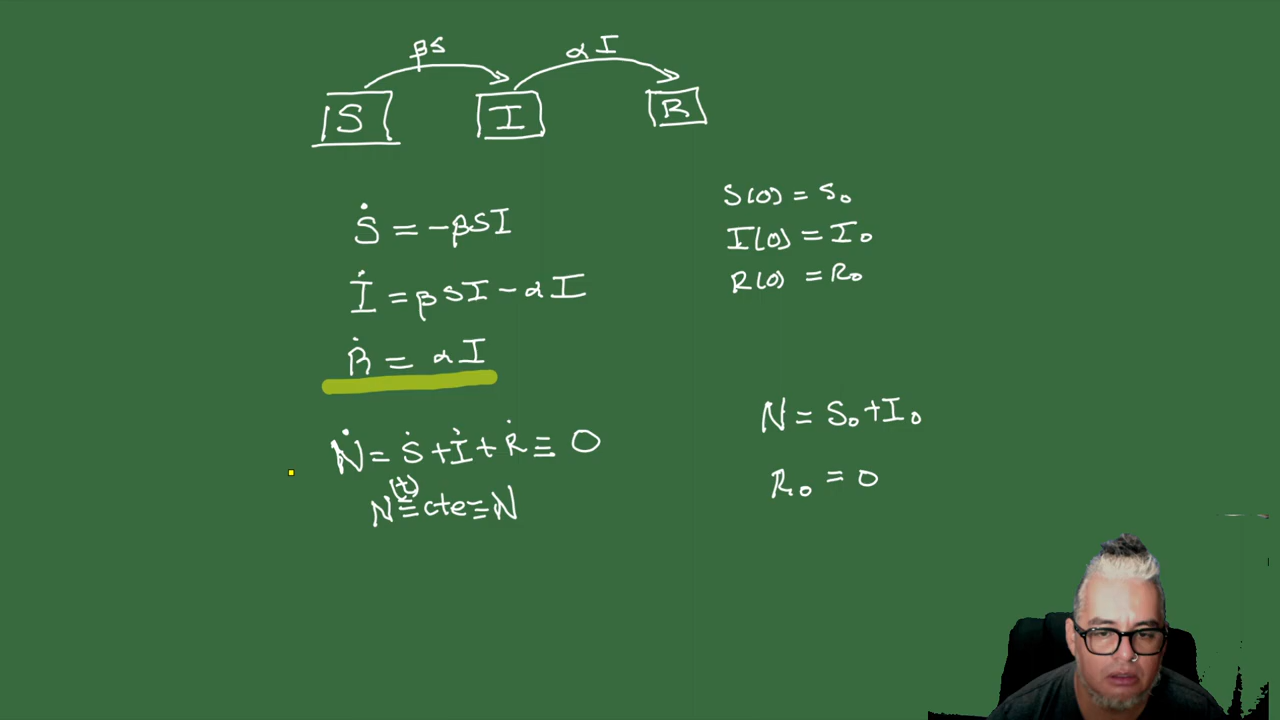 βS αI
S I R
Ṡ = -βSI
İ = βSI - αI
Ṙ = αI
S(0) = S₀
I(0) = I₀
R(0) = R₀
Ṅ = Ṡ + İ + Ṙ ≡ 0
N(t) ≡ cte ≡ N
N = S₀ + I₀
R₀ = 0